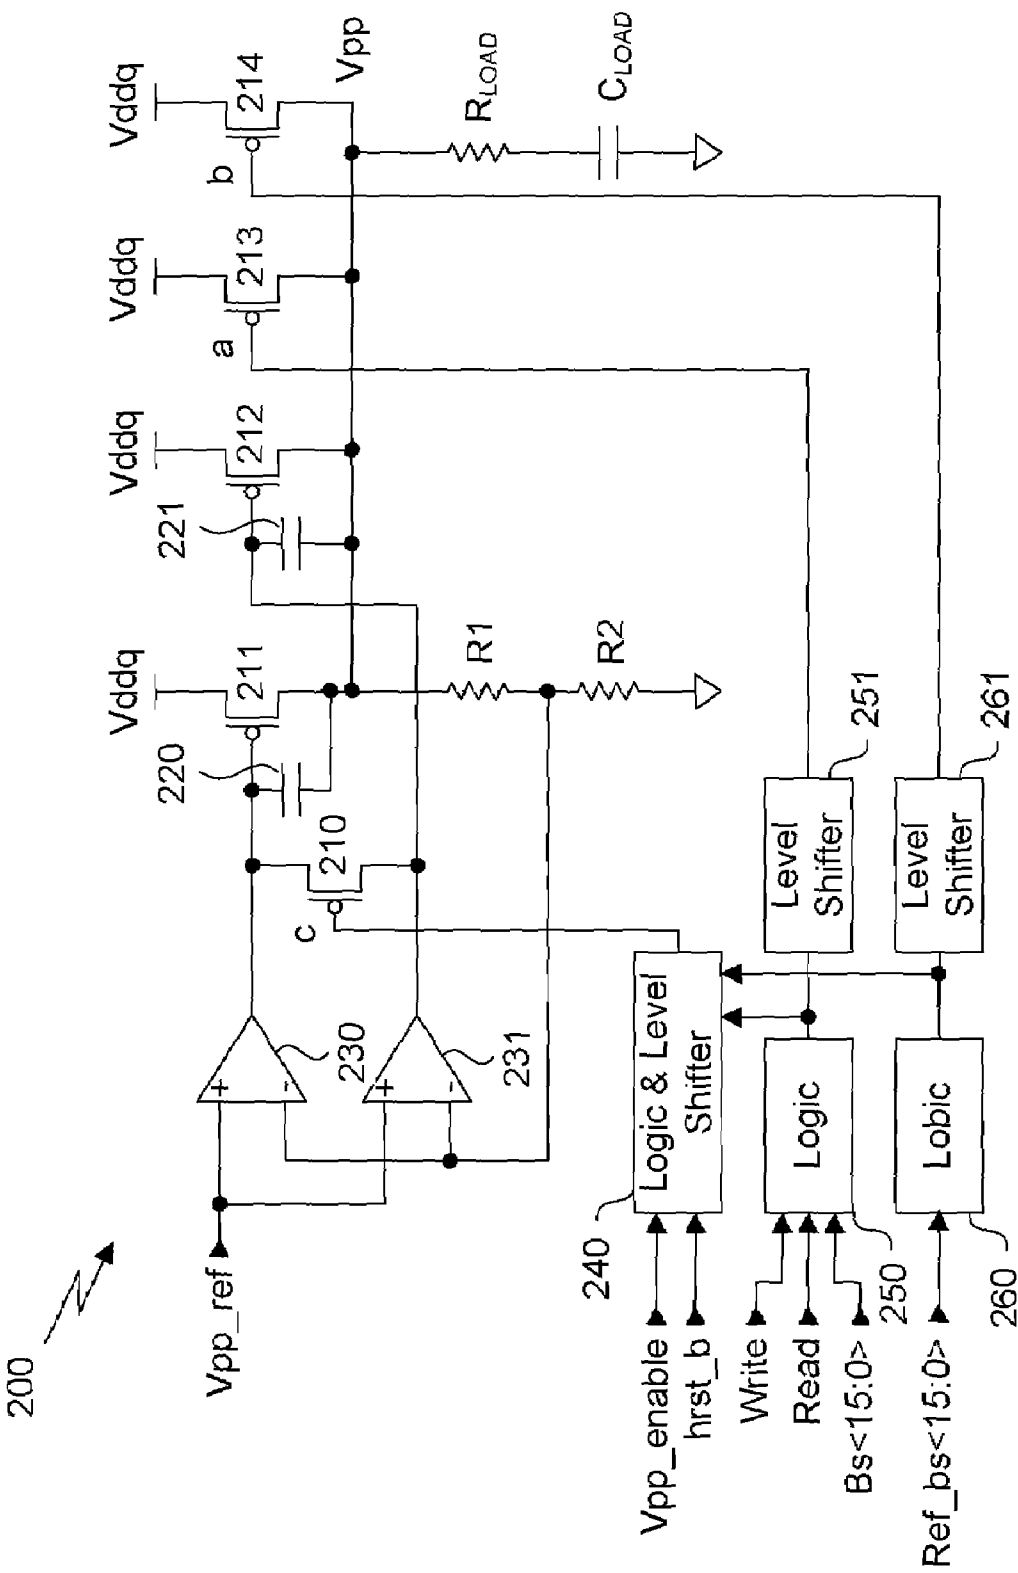 200
Vddq
Vddq
Vddq
Vddq
211
212
213
214
220
221
a
b
Vpp
Vpp_ref
+
-
230
+
-
231
c
210
R1
R2
RLOAD
CLOAD
240
Logic & Level
Shifter
Vpp_enable
hrst_b
Write
Read
Bs<15:0>
250
Logic
Level
Shifter
251
Ref_bs<15:0>
260
Lobic
Level
Shifter
261